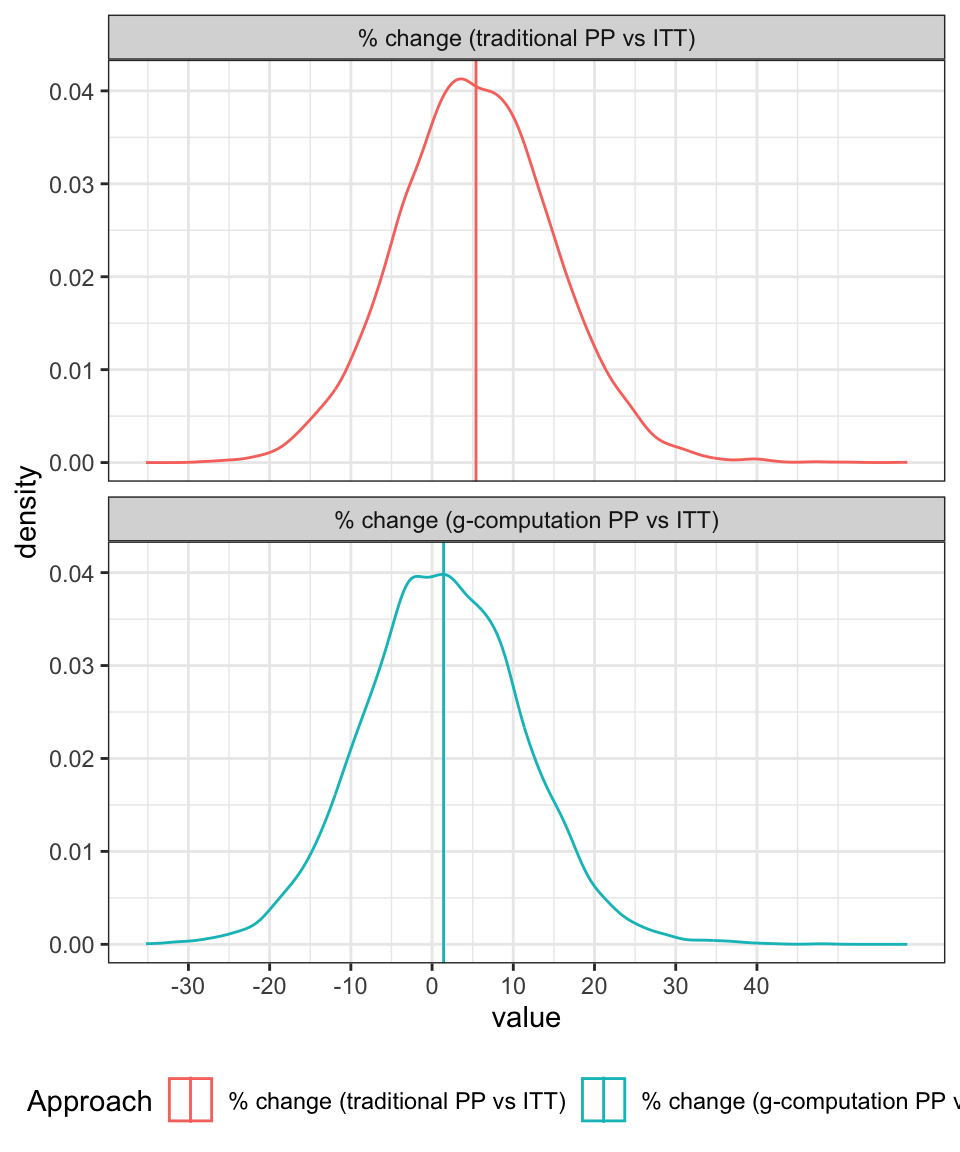 % change (traditional PP vs ITT)
0.04
0.03
0.02
0.01
0.00
density
% change (g-computation PP vs ITT)
0.04
0.03
0.02
0.01
0.00
-30 -20 -10 0 10 20 30 40
value
Approach % change (traditional PP vs ITT) % change (g-computation PP